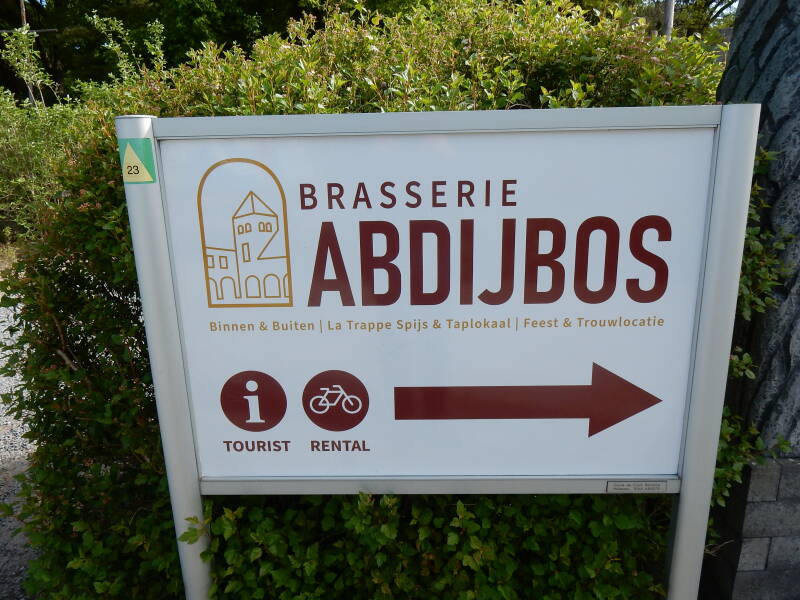 23
BRASSERIE
ABDIJBOS
Binnen & Buiten | La Trappe Spijs & Taplokaal | Feest & Trouwlocatie
i
TOURIST RENTAL